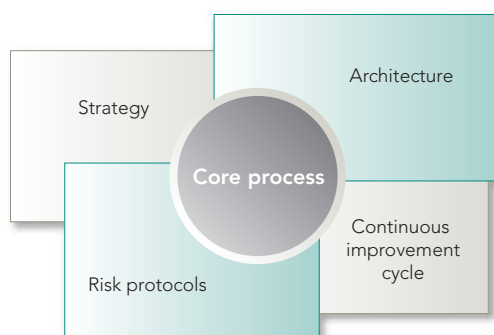 Architecture
Strategy
Core process
Continuous
improvement
cycle
Risk protocols